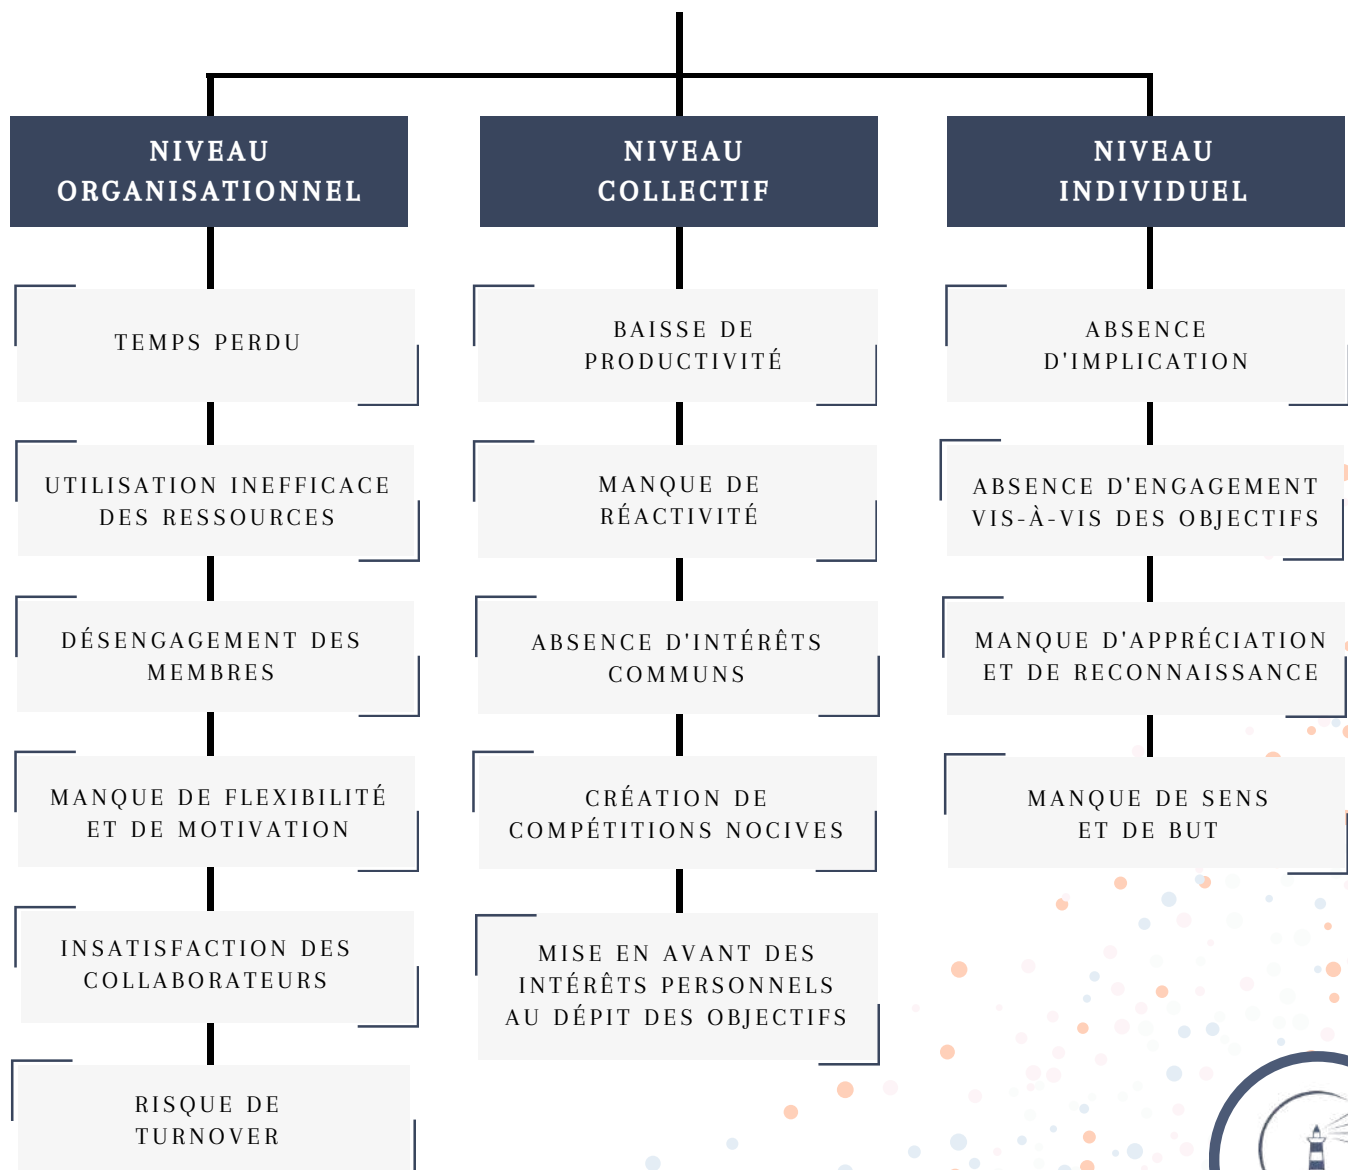 NIVEAU
ORGANISATIONNEL
TEMPS PERDU
UTILISATION INEFFICACE
DES RESSOURCES
DÉSENGAGEMENT DES
MEMBRES
MANQUE DE FLEXIBILITÉ
ET DE MOTIVATION
INSATISFACTION DES
COLLABORATEURS
RISQUE DE
TURNOVER
NIVEAU
COLLECTIF
BAISSE DE
PRODUCTIVITÉ
MANQUE DE
RÉACTIVITÉ
ABSENCE D'INTÉRÊTS
COMMUNS
CRÉATION DE
COMPÉTITIONS NOCIVES
MISE EN AVANT DES
INTÉRÊTS PERSONNELS
AU DÉPIT DES OBJECTIFS
NIVEAU
INDIVIDUEL
ABSENCE
D'IMPLICATION
ABSENCE D'ENGAGEMENT
VIS-À-VIS DES OBJECTIFS
MANQUE D'APPRÉCIATION
ET DE RECONNAISSANCE
MANQUE DE SENS
ET DE BUT